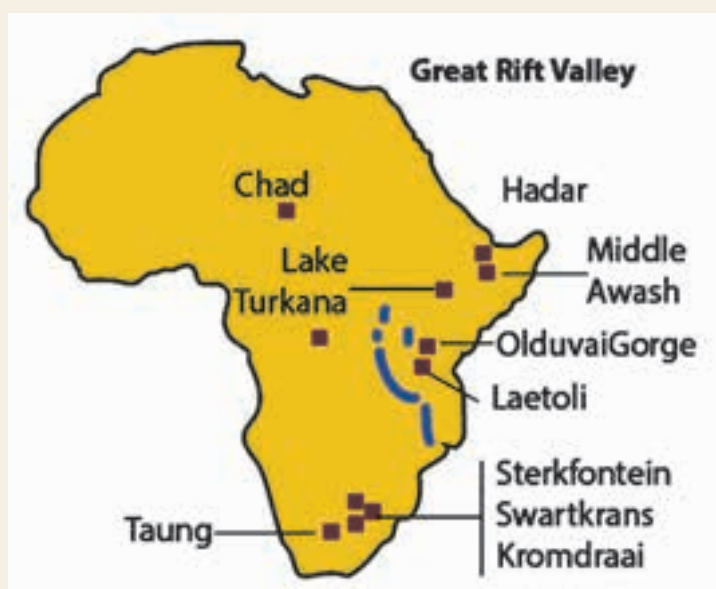 Great Rift Valley
Chad
Hadar
Lake
Turkana
Middle
Awash
OlduvaiGorge
Laetoli
Taung
Sterkfontein
Swartkrans
Kromdraai